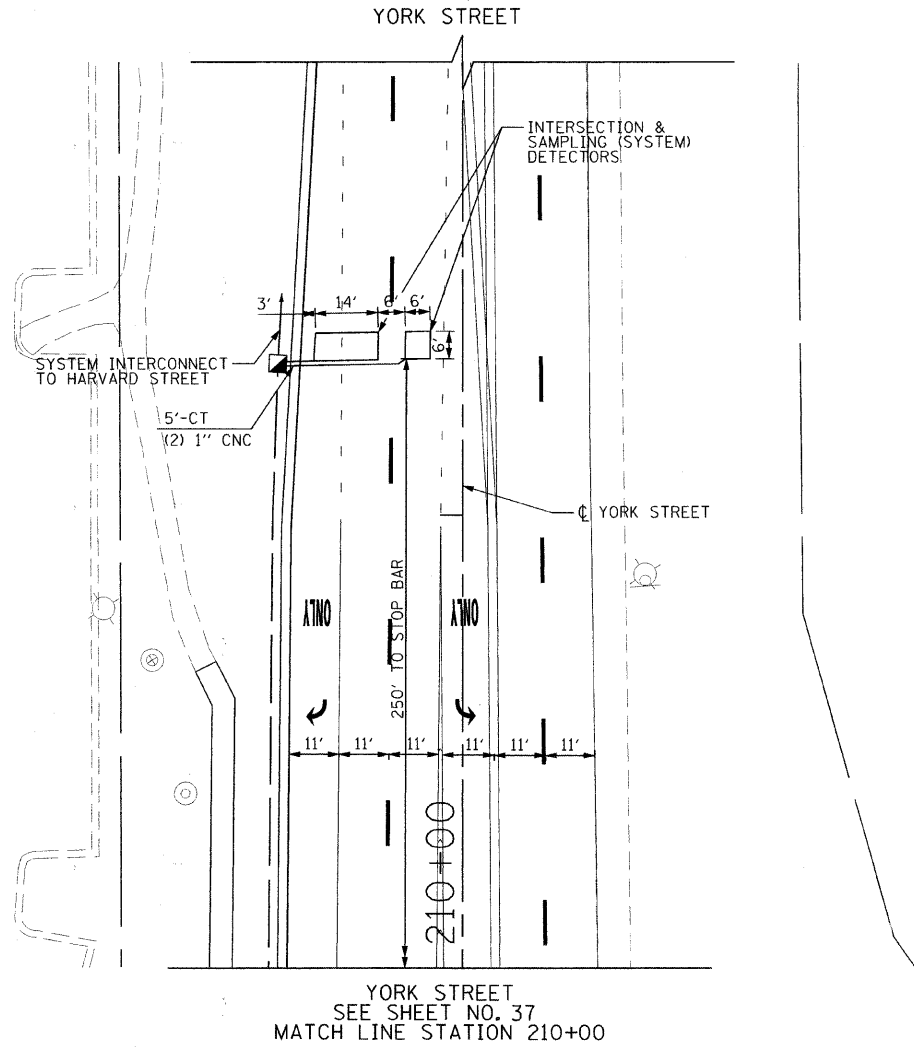 YORK STREET
INTERSECTION &
SAMPLING (SYSTEM)
DETECTORS
3'
14'
6'
6'
6'
SYSTEM INTERCONNECT
TO HARVARD STREET
5'-CT
(2) 1" CNC
℄ YORK STREET
ONLY
ONLY
250' TO STOP BAR
11'
11'
11'
11'
11'
11'
210+00
YORK STREET
SEE SHEET NO. 37
MATCH LINE STATION 210+00